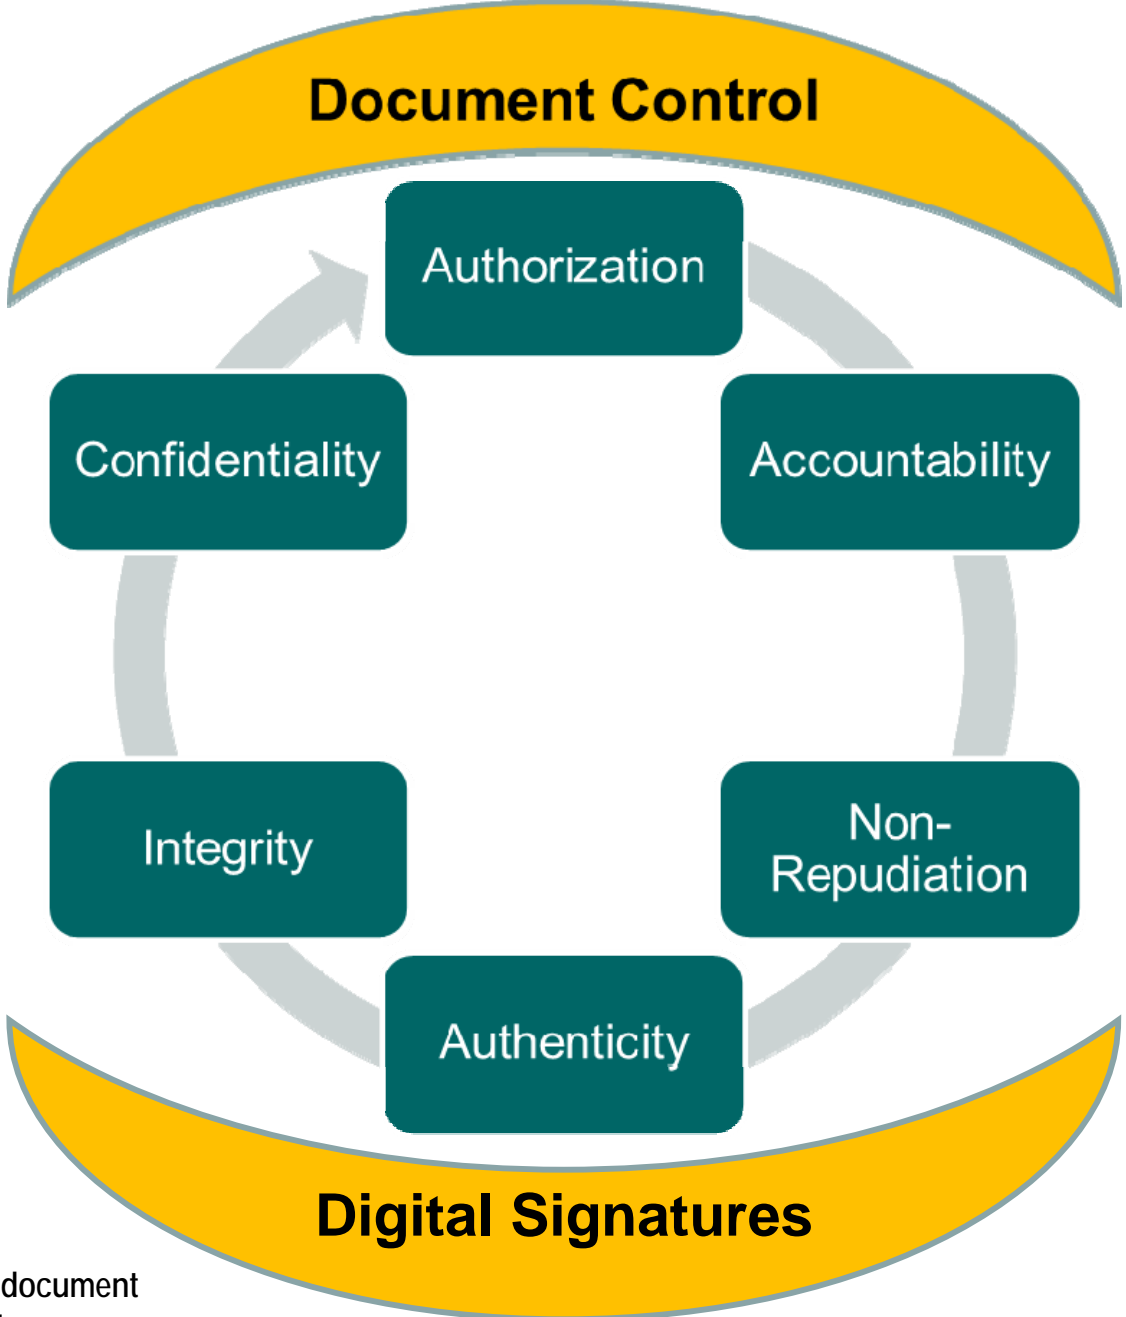 Document Control
Authorization
Confidentiality
Accountability
Integrity
Non-
Repudiation
Authenticity
Digital Signatures
document